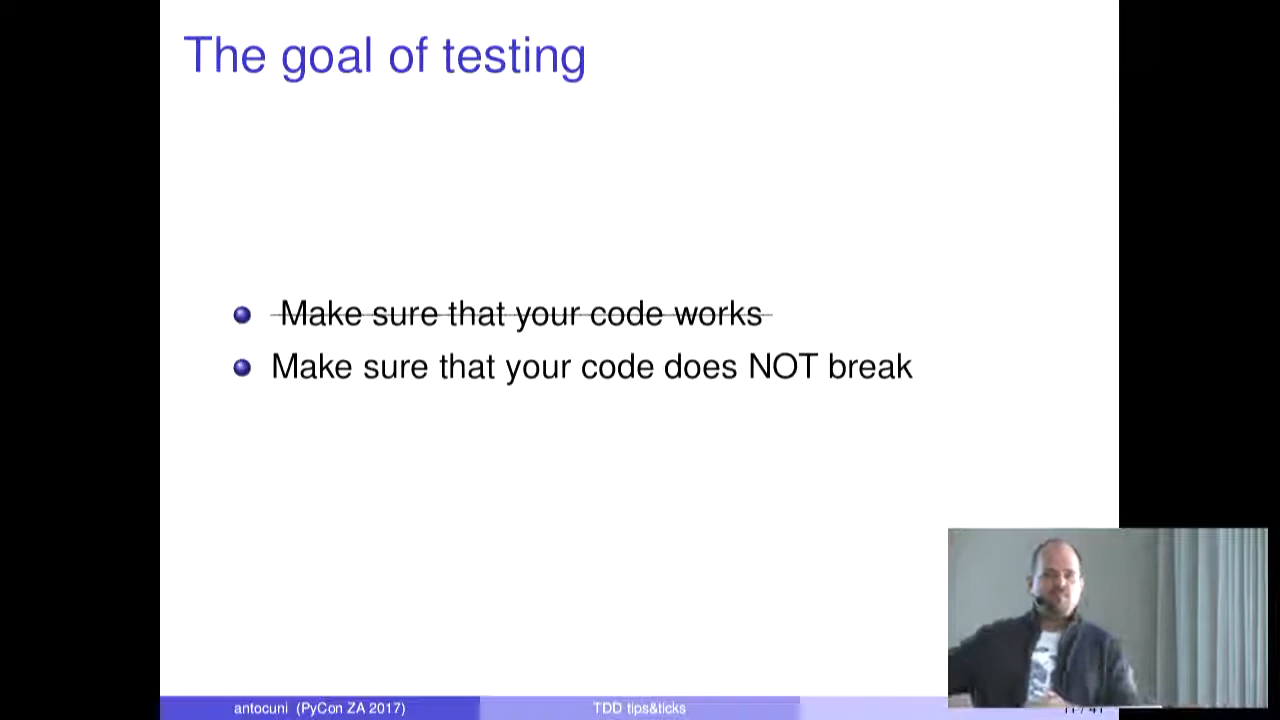 The goal of testing
Make sure that your code works
Make sure that your code does NOT break
antocuni (PyCon ZA 2017)
TDD tips&ticks